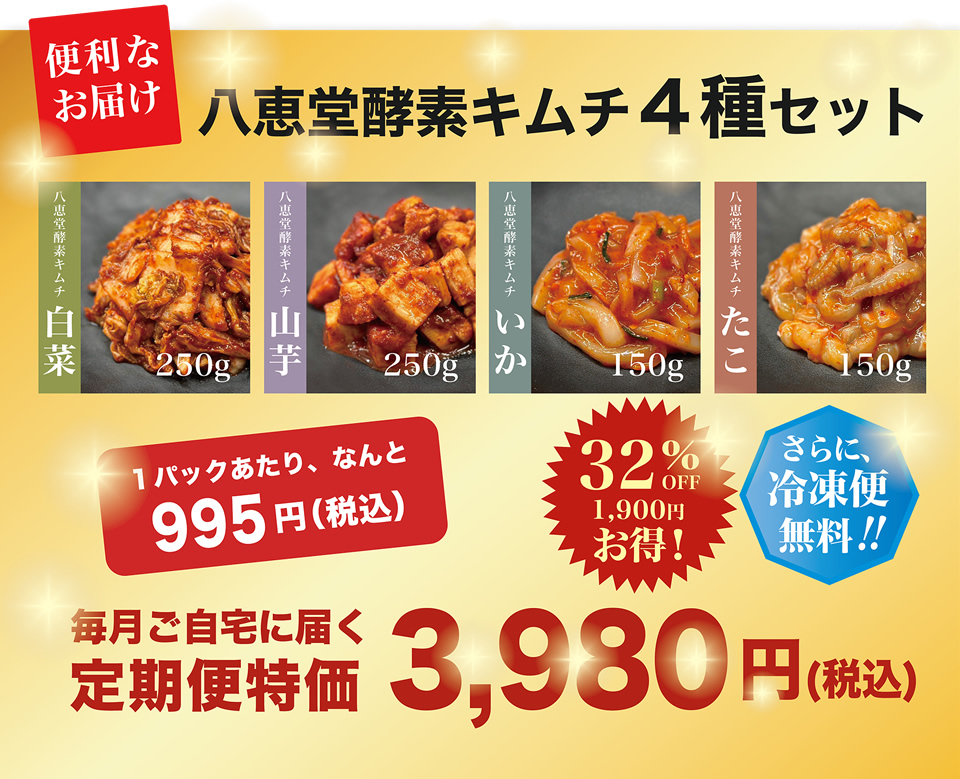 便利な
お届け
八恵堂酵素キムチ4種セット
八恵堂酵素キムチ
白菜
250g
八恵堂酵素キムチ
山芋
250g
八恵堂酵素キムチ
いか
150g
八恵堂酵素キムチ
たこ
150g
1パックあたり、なんと
995円(税込)
32%OFF
1,900円
お得!
さらに、
冷凍便
無料!!
毎月ご自宅に届く
定期便特価
3,980円(税込)